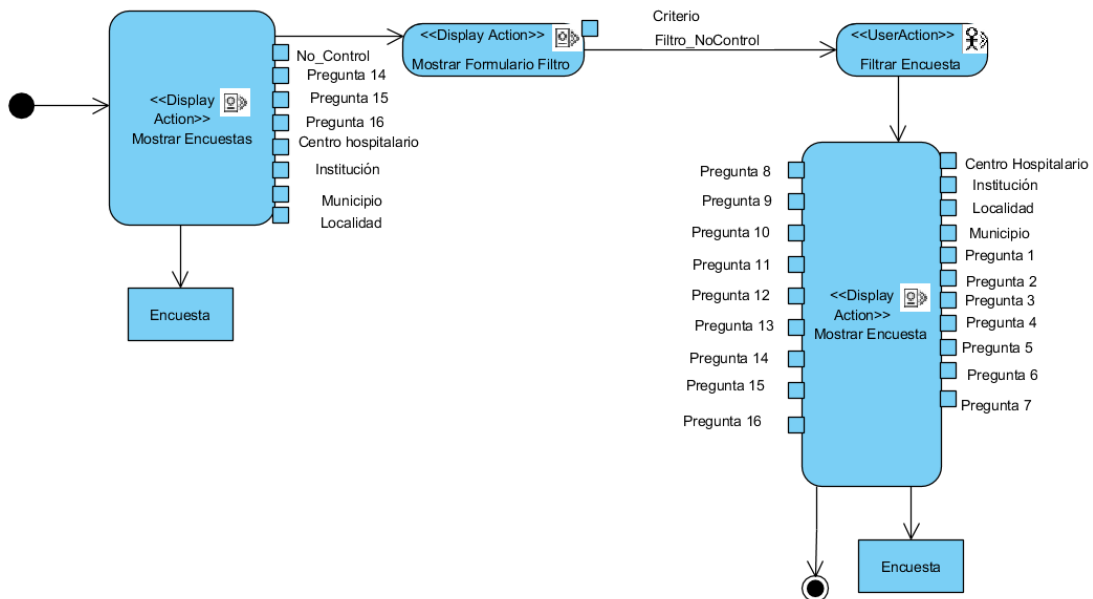 <<Display
Action>>
Mostrar Encuestas
No_Control
Pregunta 14
Pregunta 15
Pregunta 16
Centro hospitalario
Institución
Municipio
Localidad
Encuesta
<<Display Action>>
Mostrar Formulario Filtro
Criterio
Filtro_NoControl
<<UserAction>>
Filtrar Encuesta
Pregunta 8
Pregunta 9
Pregunta 10
Pregunta 11
Pregunta 12
Pregunta 13
Pregunta 14
Pregunta 15
Pregunta 16
<<Display
Action>>
Mostrar Encuesta
Centro Hospitalario
Institución
Localidad
Municipio
Pregunta 1
Pregunta 2
Pregunta 3
Pregunta 4
Pregunta 5
Pregunta 6
Pregunta 7
Encuesta